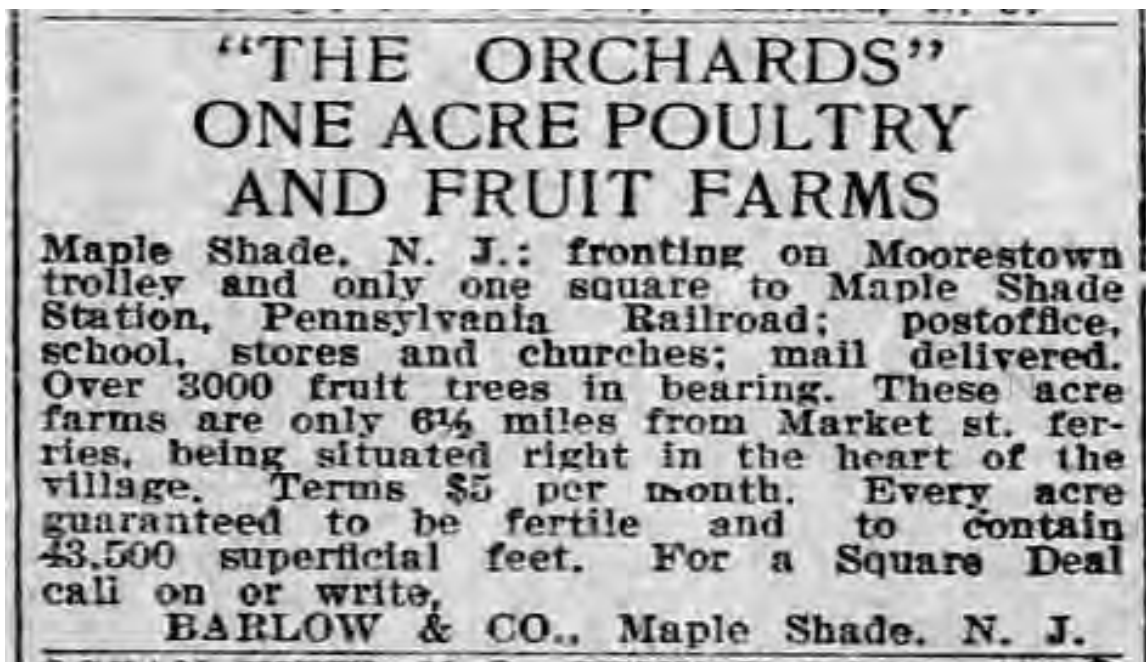 “THE ORCHARDS”
ONE ACRE POULTRY
AND FRUIT FARMS
Maple Shade, N. J.; fronting on Moorestown
trolley and only one square to Maple Shade
Station, Pennsylvania Railroad; postoffice,
school, stores and churches; mail delivered.
Over 3000 fruit trees in bearing. These acre
farms are only 6½ miles from Market st. fer-
ries, being situated right in the heart of the
village. Terms $5 per month. Every acre
guaranteed to be fertile and to contain
43,500 superficial feet. For a Square Deal
call on or write,
BARLOW & CO., Maple Shade, N. J.